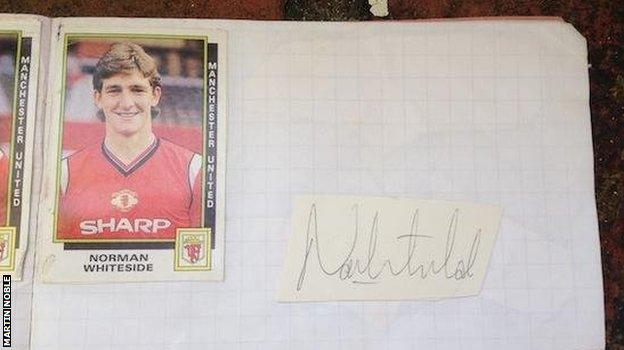 MANCHESTER UNITED
MANCHESTER UNITED
SHARP
NORMAN
WHITESIDE
MARTIN NOBLE